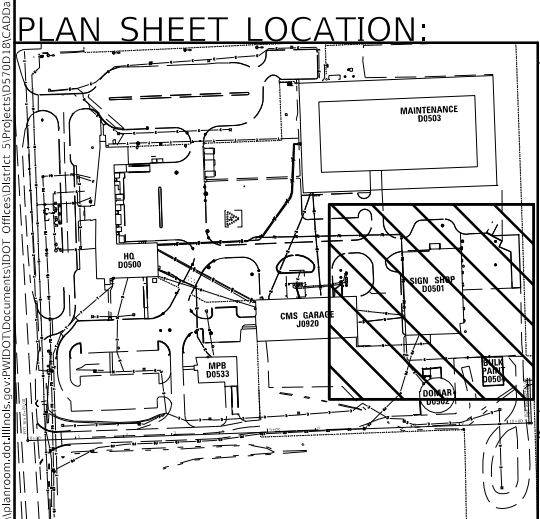 PLAN SHEET LOCATION:
MAINTENANCE
D0503
HQ
D0500
SIGN SHOP
D0501
CMS GARAGE
J0920
MPB
D0533
BULK
PAINT
DOMAR
\planroom.dot.illinois.gov:PWIDOT\Documents\IDOT Offices\District 5\Projects\D570D18\CADDa